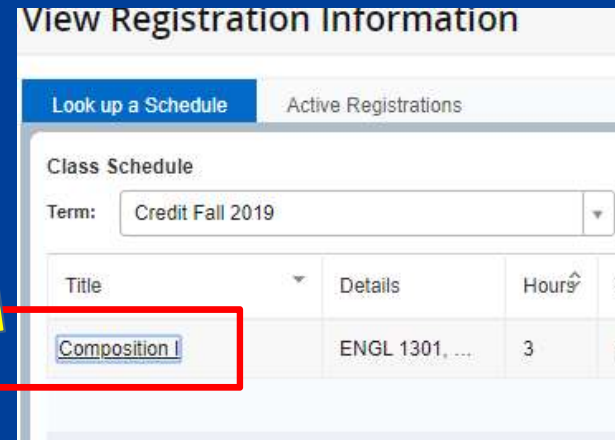 View Registration Information
Look up a Schedule Active Registrations
Class Schedule
Term: Credit Fall 2019
Title Details Hours
Composition I ENGL 1301, ... 3